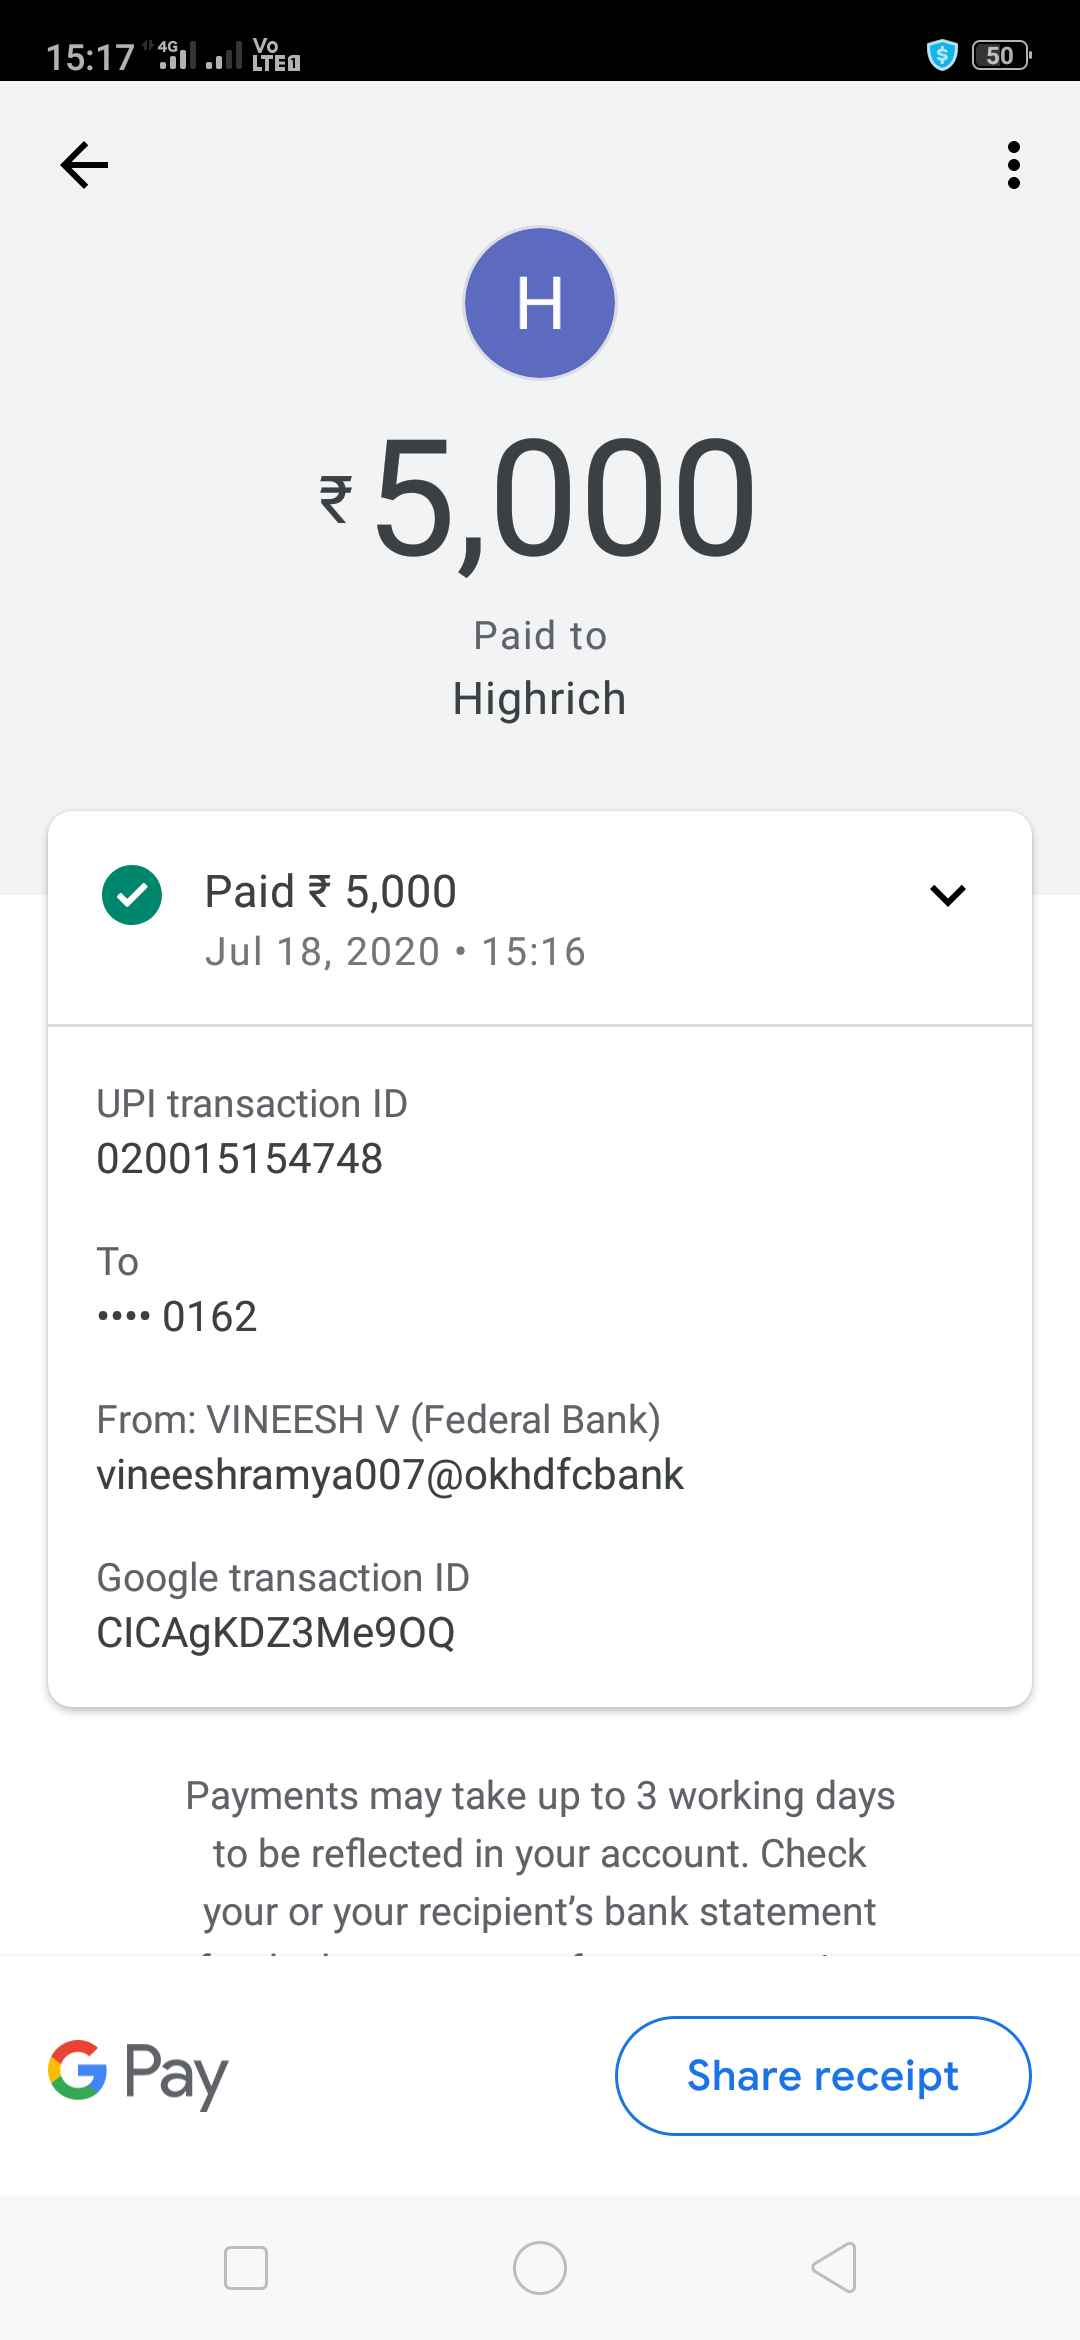 15:17 4G Vo LTE1 50
H
₹5,000
Paid to
Highrich
Paid ₹ 5,000
Jul 18, 2020 • 15:16
UPI transaction ID
020015154748
To
•••• 0162
From: VINEESH V (Federal Bank)
vineeshramya007@okhdfcbank
Google transaction ID
CICAgKDZ3Me9OQ
Payments may take up to 3 working days
to be reflected in your account. Check
your or your recipient’s bank statement
G Pay
Share receipt